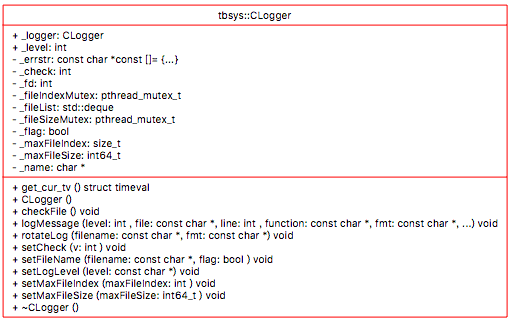 tbsys::CLogger
+ _logger: CLogger
+ _level: int
- _errstr: const char *const []= {...}
- _check: int
- _fd: int
- _fileIndexMutex: pthread_mutex_t
- _fileList: std::deque
- _fileSizeMutex: pthread_mutex_t
- _flag: bool
- _maxFileIndex: size_t
- _maxFileSize: int64_t
- _name: char *
+ get_cur_tv () struct timeval
+ CLogger ()
+ checkFile () void
+ logMessage (level: int , file: const char *, line: int , function: const char *, fmt: const char *, ...) void
+ rotateLog (filename: const char *, fmt: const char *) void
+ setCheck (v: int ) void
+ setFileName (filename: const char *, flag: bool ) void
+ setLogLevel (level: const char *) void
+ setMaxFileIndex (maxFileIndex: int ) void
+ setMaxFileSize (maxFileSize: int64_t ) void
+ ~CLogger ()